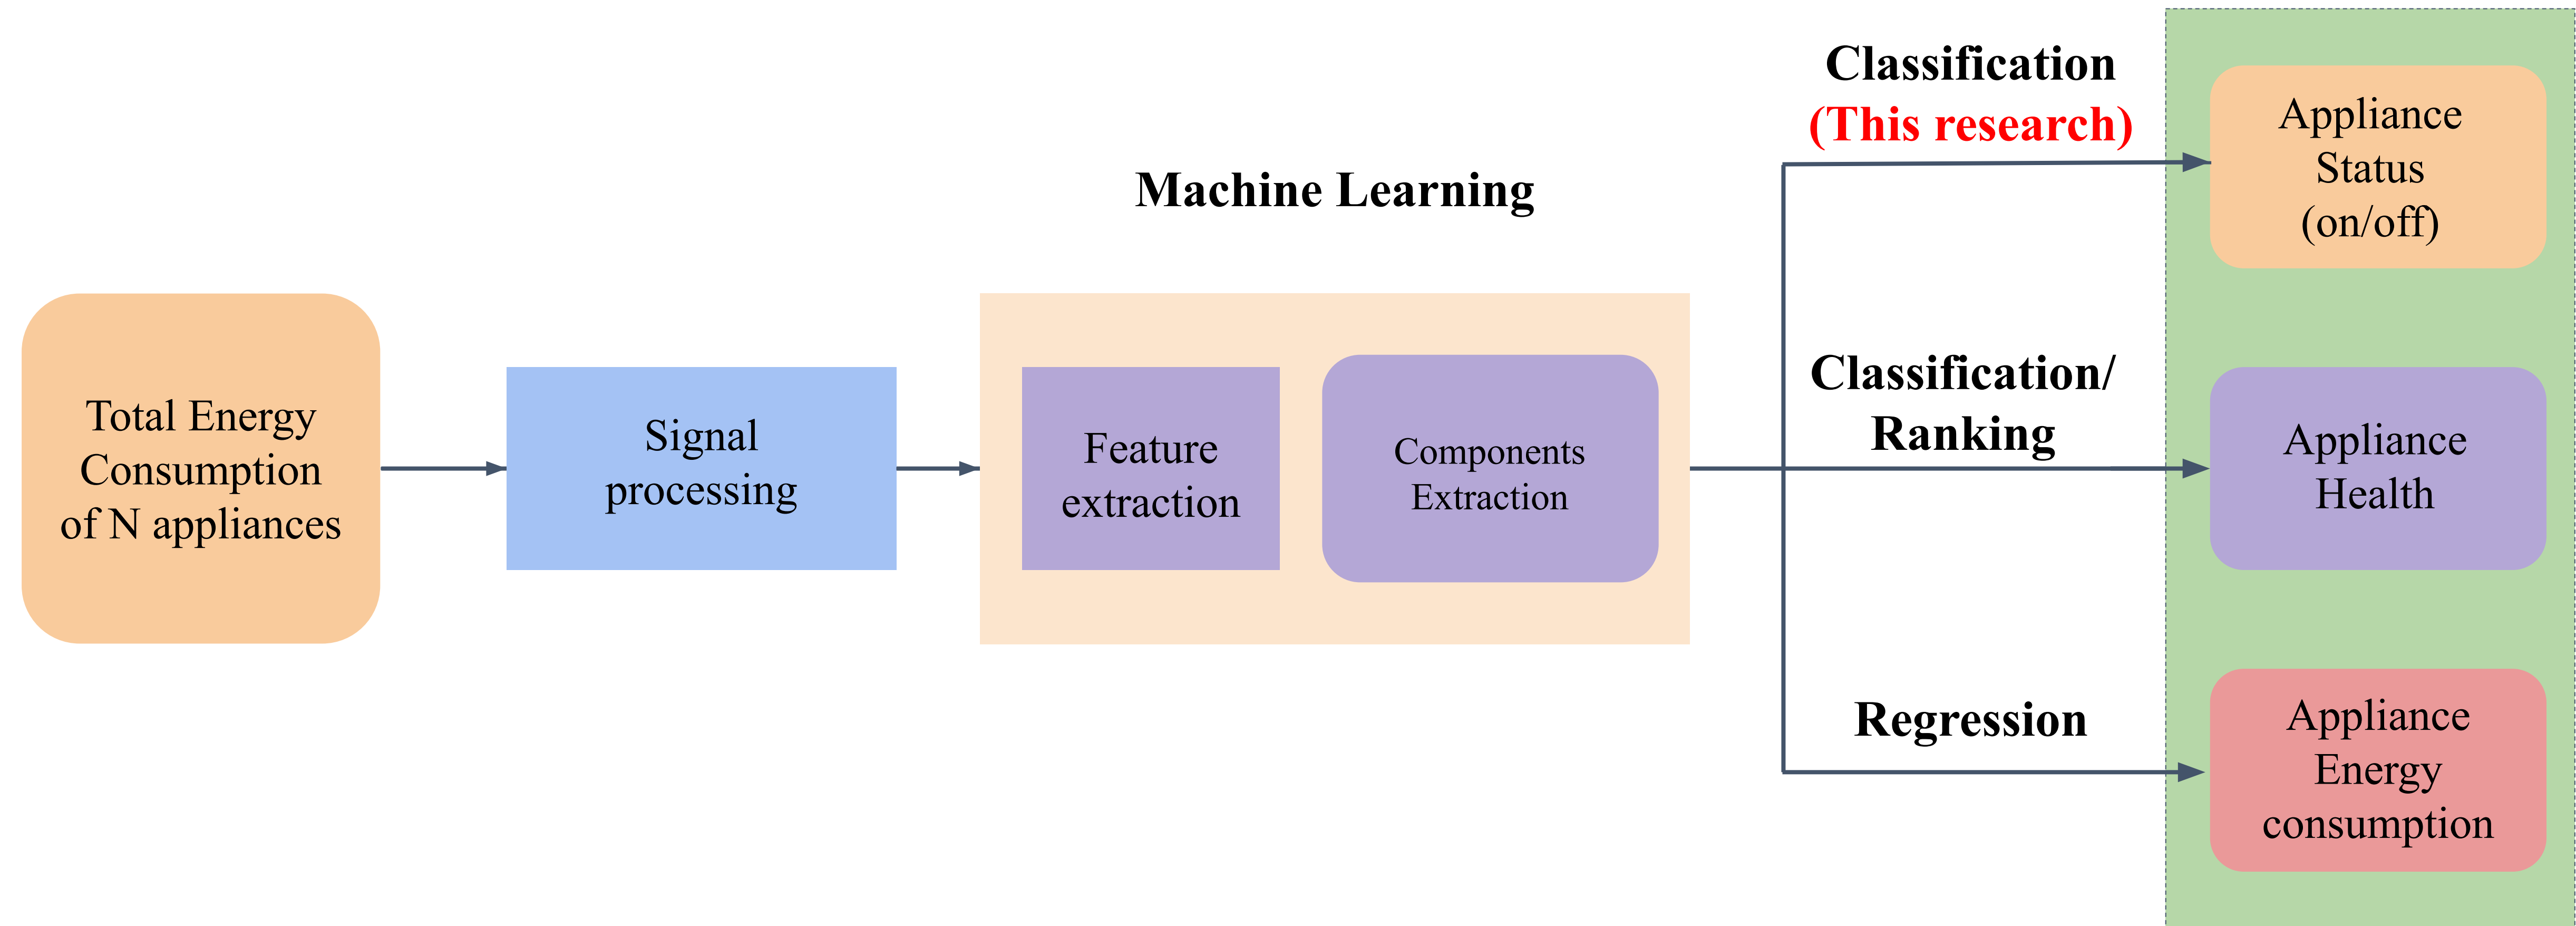 Total Energy
Consumption
of N appliances
Signal
processing
Machine Learning
Feature
extraction
Components
Extraction
Classification
(This research)
Classification/
Ranking
Regression
Appliance
Status
(on/off)
Appliance
Health
Appliance
Energy
consumption